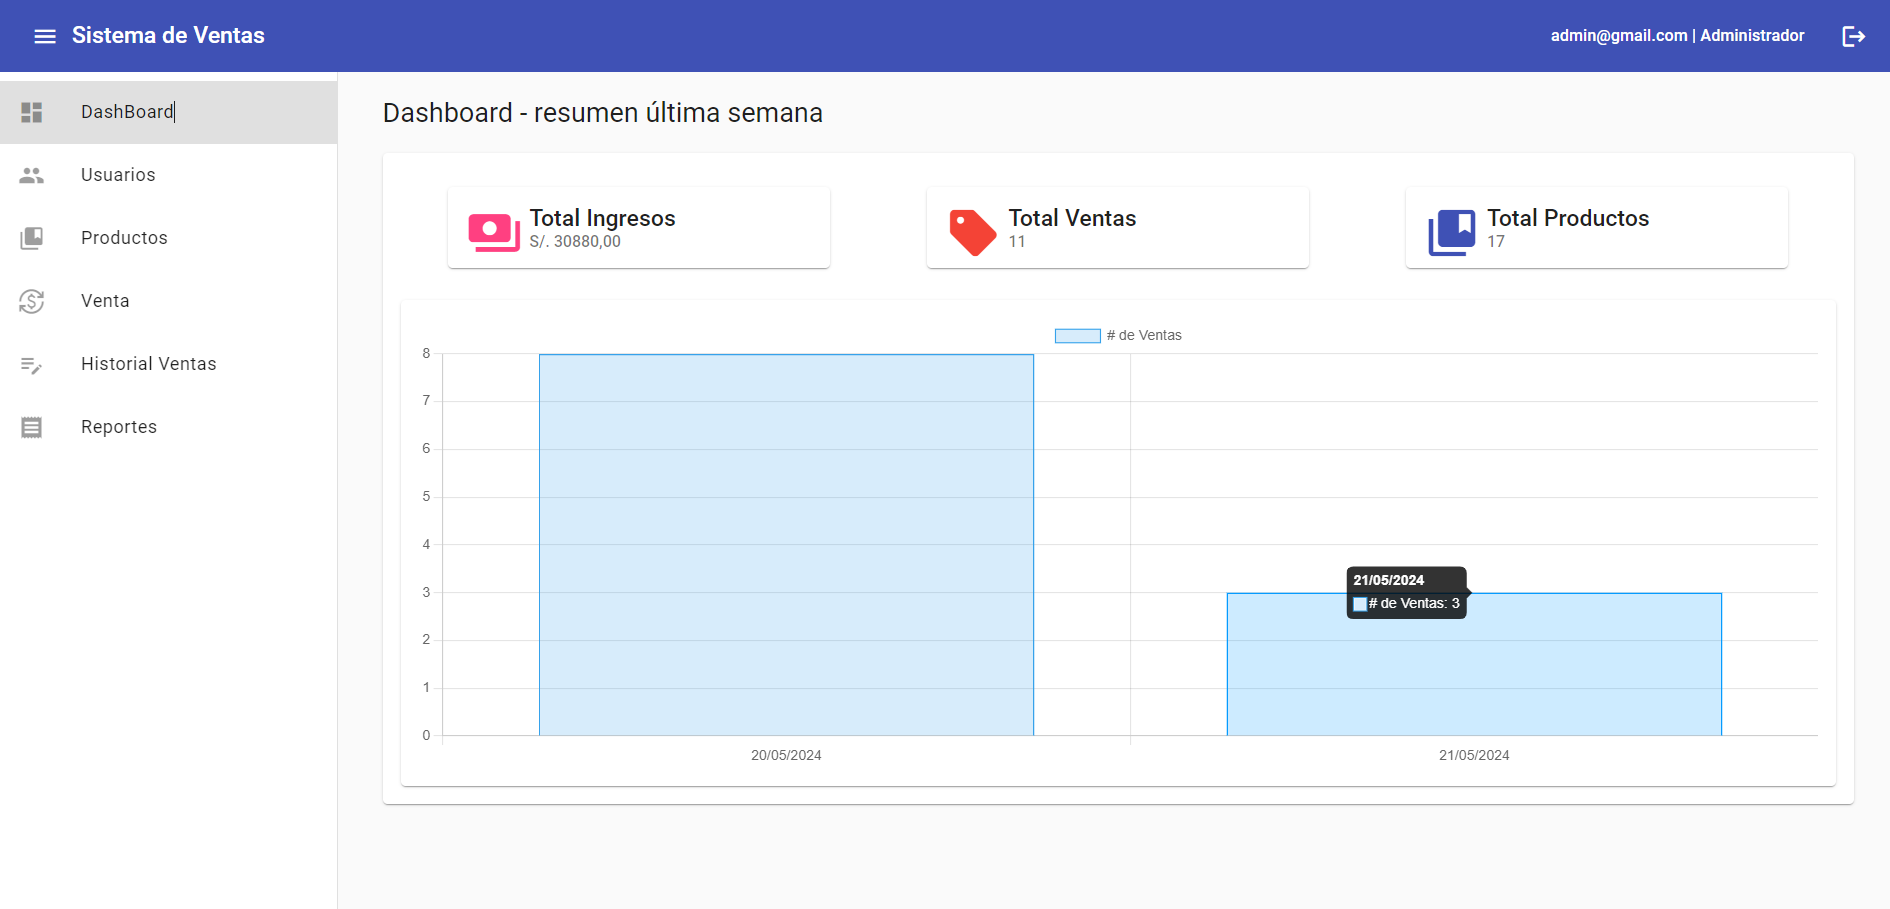 Sistema de Ventas
admin@gmail.com | Administrador
DashBoard
Usuarios
Productos
Venta
Historial Ventas
Reportes
Dashboard - resumen última semana
Total Ingresos
S/. 30880,00
Total Ventas
11
Total Productos
17
# de Ventas
8
7
6
5
4
3
2
1
0
21/05/2024
# de Ventas: 3
20/05/2024
21/05/2024